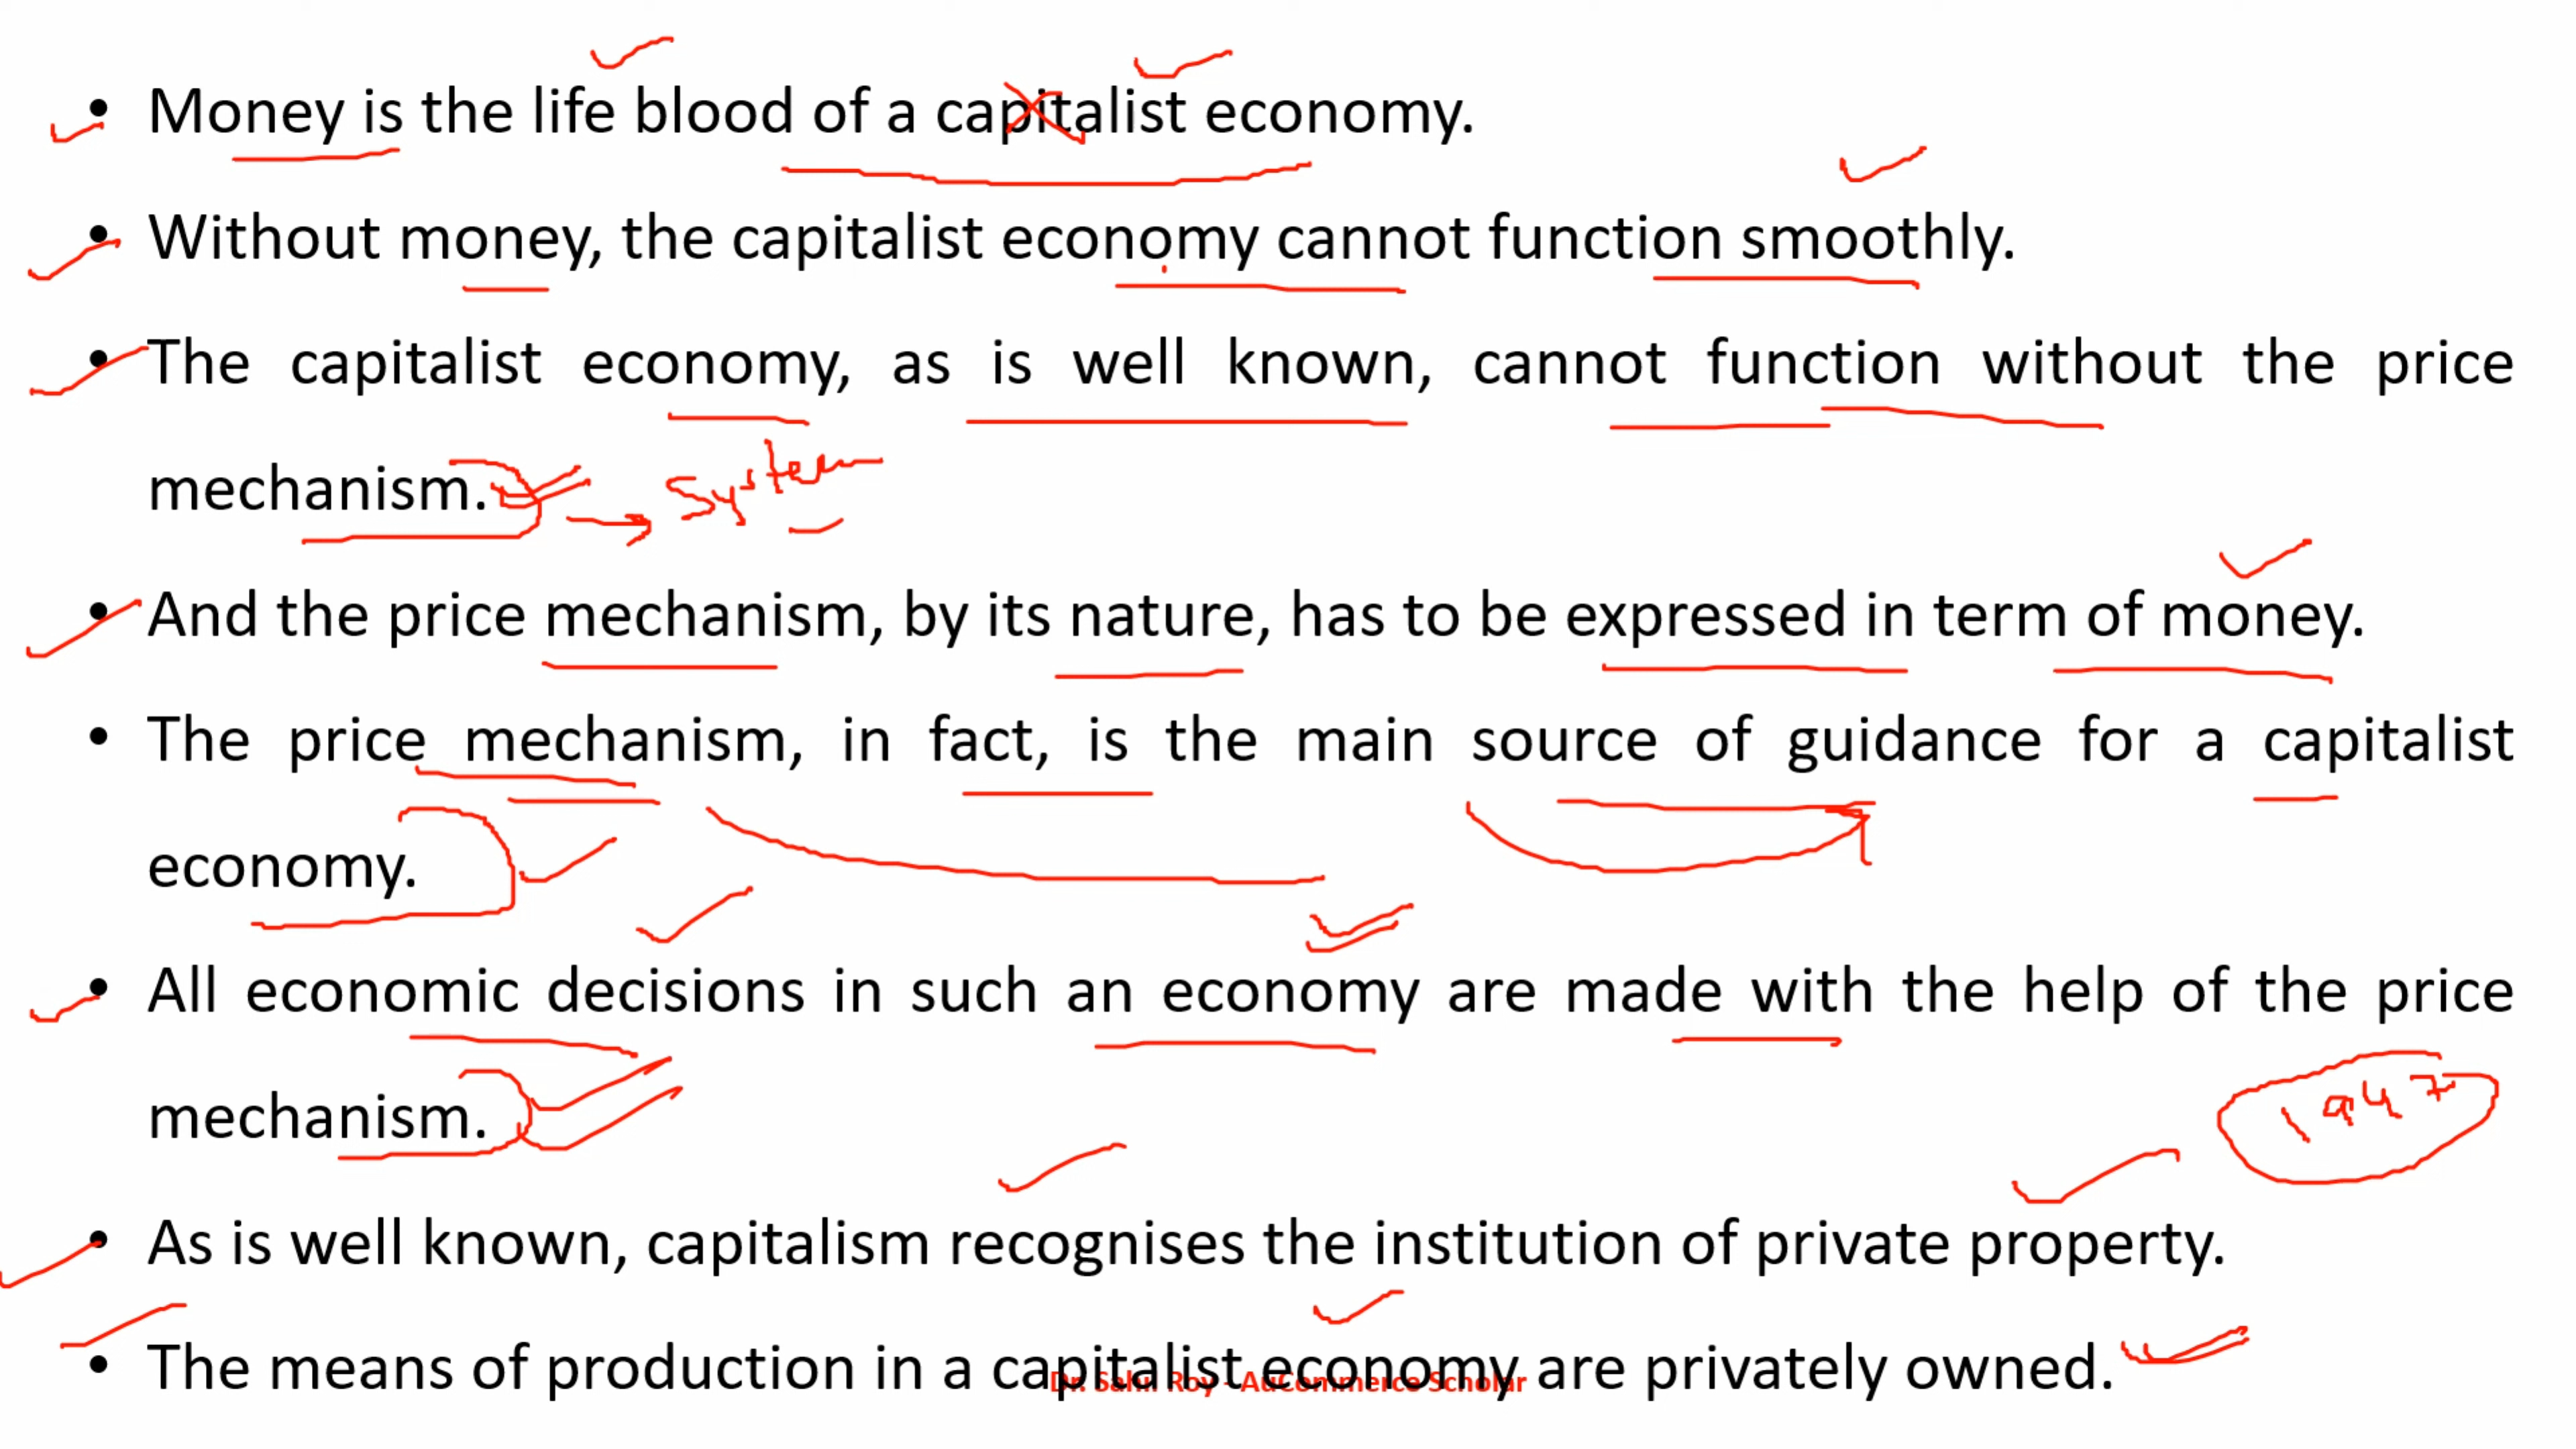 • Money is the life blood of a capitalist economy.
• Without money, the capitalist economy cannot function smoothly.
• The capitalist economy, as is well known, cannot function without the price
mechanism. → System
• And the price mechanism, by its nature, has to be expressed in term of money.
• The price mechanism, in fact, is the main source of guidance for a capitalist
economy.
• All economic decisions in such an economy are made with the help of the price
mechanism.
1947
• As is well known, capitalism recognises the institution of private property.
• The means of production in a capitalist economy are privately owned.
Dr. Sahil Roy - AuCommerce Scholar